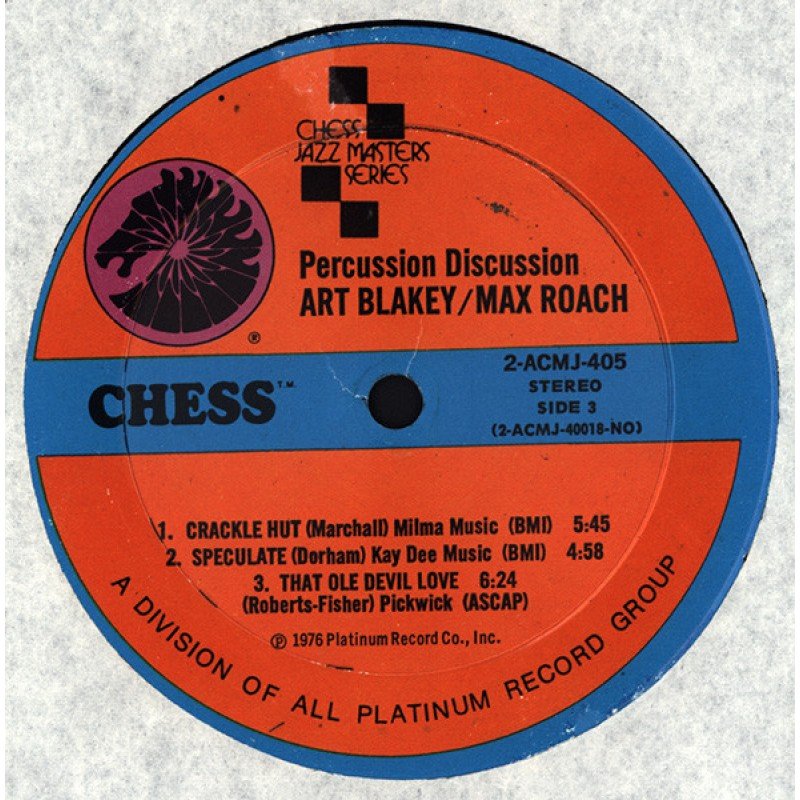 CHESS
JAZZ MASTERS
SERIES
Percussion Discussion
ART BLAKEY/MAX ROACH
®
CHESS T.M.
2-ACMJ-405
STEREO
SIDE 3
(2-ACMJ-40018-NO)
1. CRACKLE HUT (Marchall) Milma Music (BMI) 5:45
2. SPECULATE (Dorham) Kay Dee Music (BMI) 4:58
3. THAT OLE DEVIL LOVE 6:24
(Roberts-Fisher) Pickwick (ASCAP)
℗ 1976 Platinum Record Co., Inc.
A DIVISION OF ALL PLATINUM RECORD GROUP